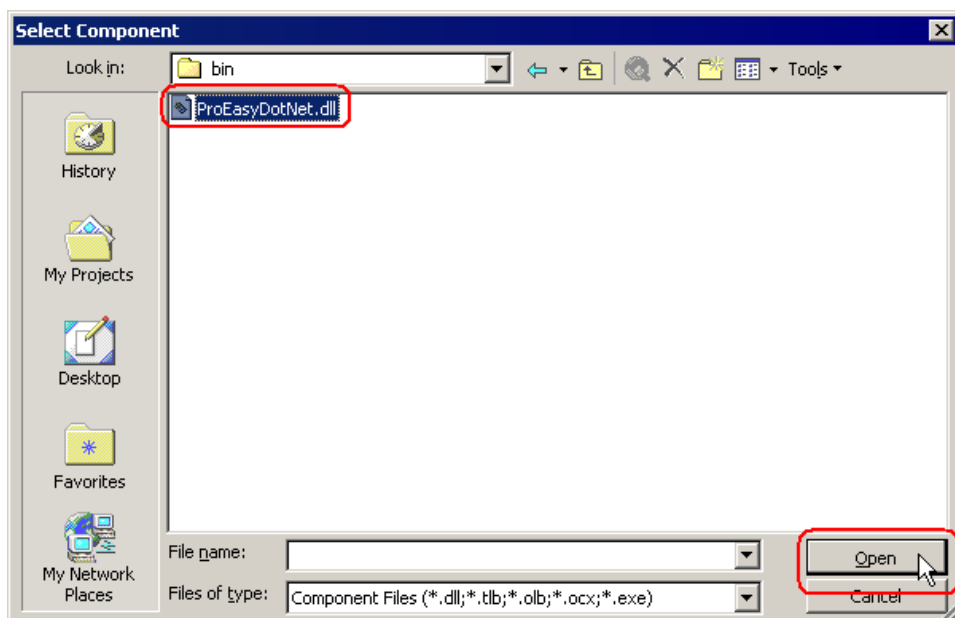 Select Component
Look in:
bin
Tools
ProEasyDotNet.dll
History
My Projects
Desktop
Favorites
My Network
Places
File name:
Open
Files of type:
Component Files (*.dll;*.tlb;*.olb;*.ocx;*.exe)
Cancel